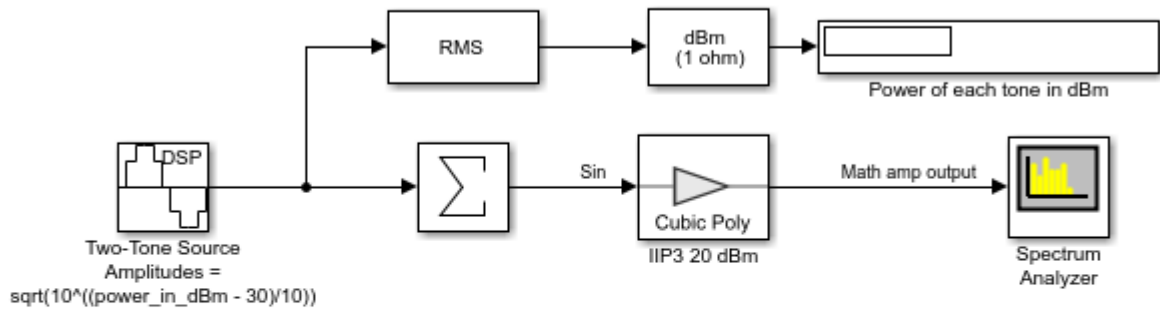 RMS
dBm
(1 ohm)
Power of each tone in dBm
DSP
Two-Tone Source
Amplitudes =
sqrt(10^((power_in_dBm - 30)/10))
Sin
Cubic Poly
IIP3 20 dBm
Math amp output
Spectrum
Analyzer